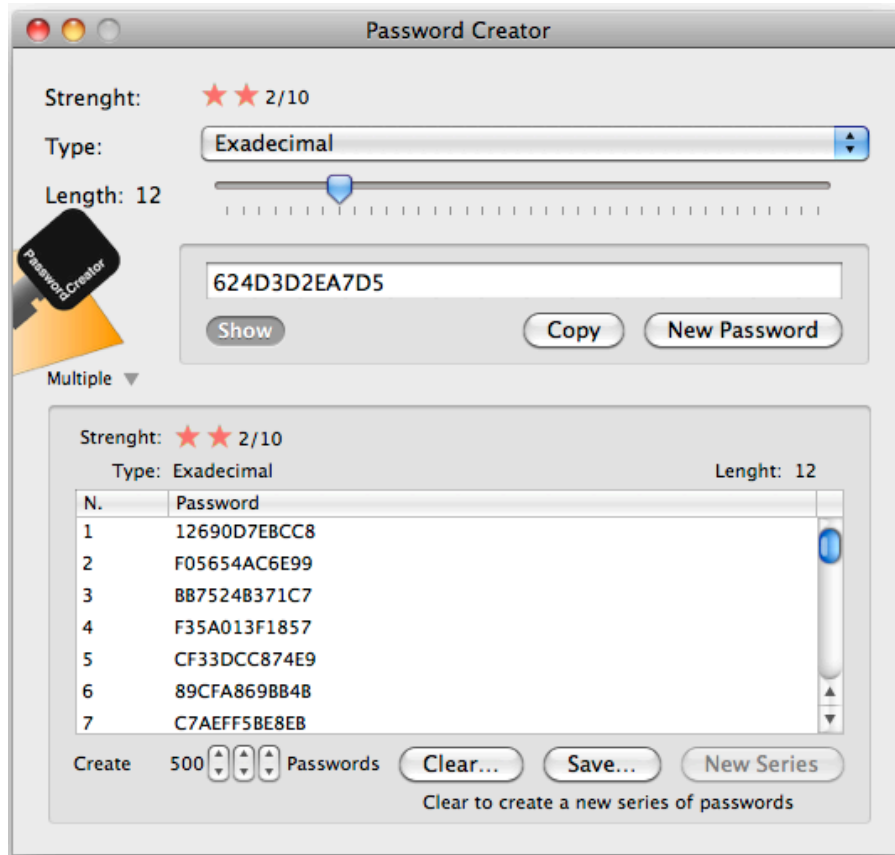 Password Creator
Strenght: 2/10
Type: Exadecimal
Length: 12
Password Creator
624D3D2EA7D5
Show Copy New Password
Multiple
Strenght: 2/10
Type: Exadecimal Lenght: 12
N. Password
1 12690D7EBCC8
2 F05654AC6E99
3 BB7524B371C7
4 F35A013F1857
5 CF33DCC874E9
6 89CFA869BB4B
7 C7AEFF5BE8EB
Create 500 Passwords Clear... Save... New Series
Clear to create a new series of passwords